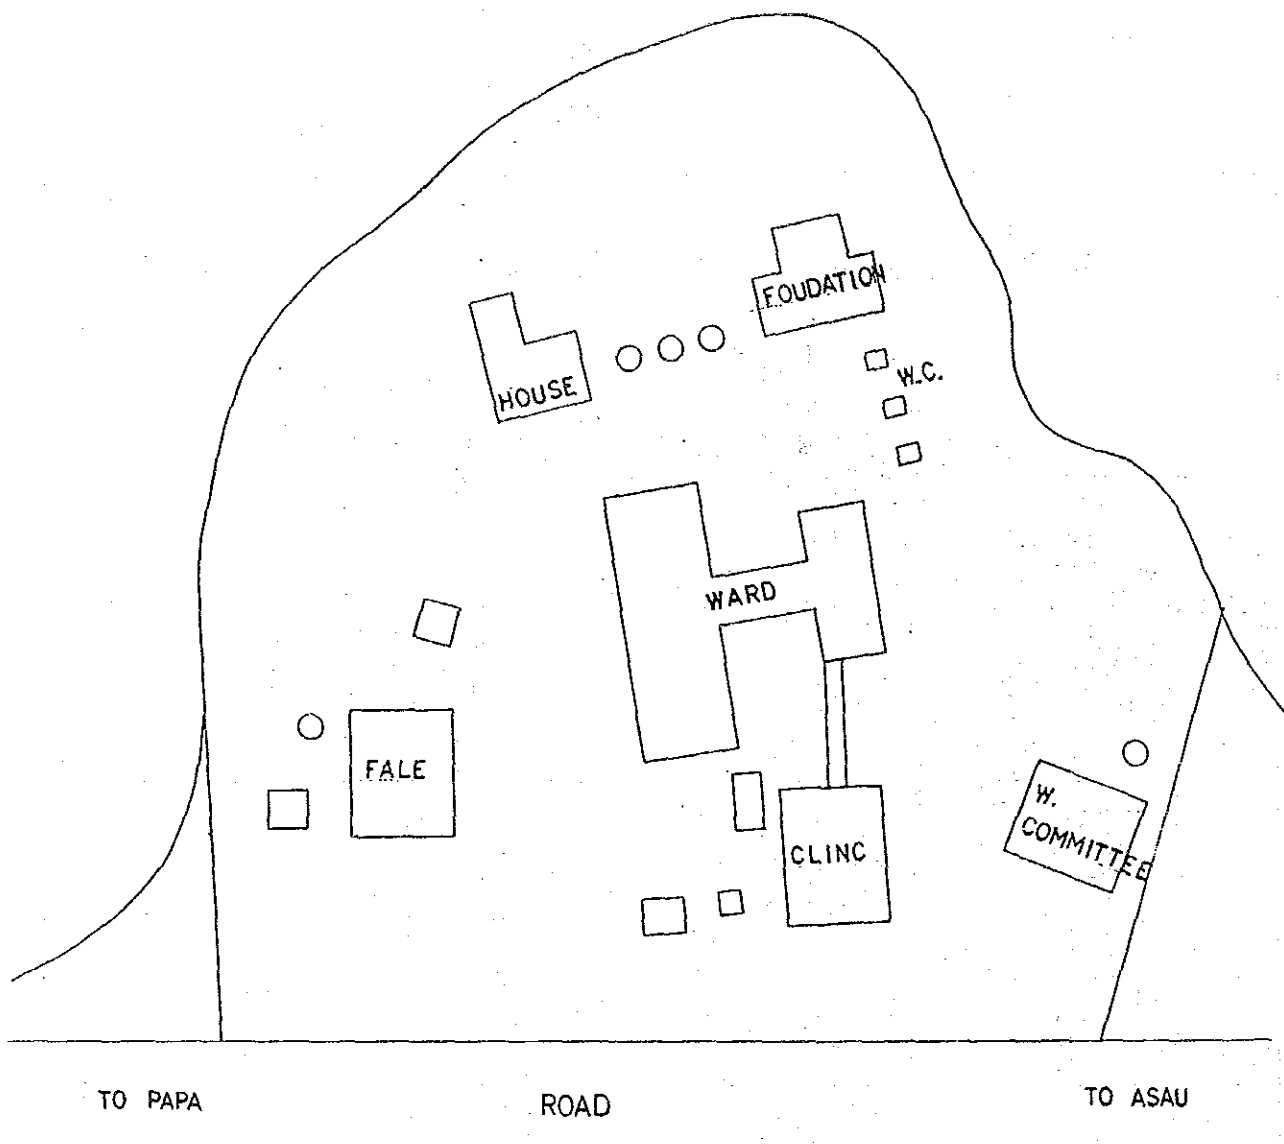 FOUDATION
W.C.
HOUSE
WARD
FALE
W.
COMMITTEE
CLINC
TO PAPA
ROAD
TO ASAU